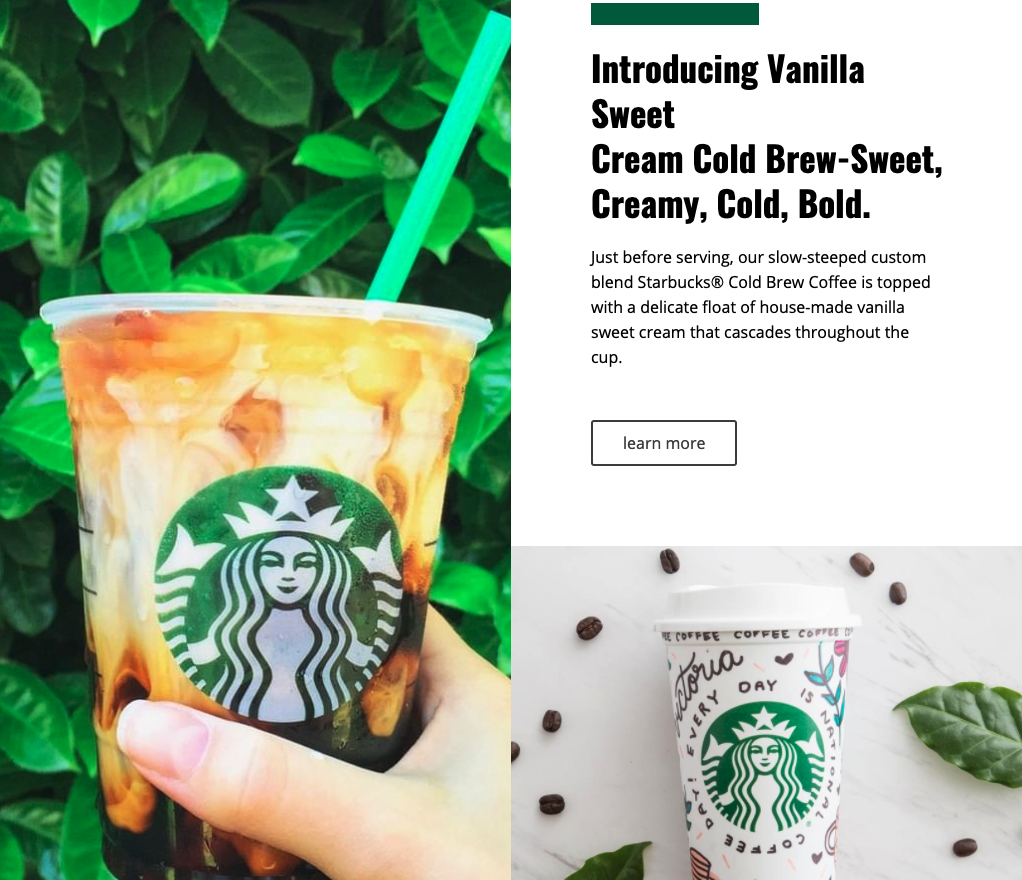 Introducing Vanilla
Sweet
Cream Cold Brew-Sweet,
Creamy, Cold, Bold.
Just before serving, our slow-steeped custom
blend Starbucks® Cold Brew Coffee is topped
with a delicate float of house-made vanilla
sweet cream that cascades throughout the
cup.
learn more
COFFEE COFFEE COFFEE
EVERY DAY IS NATIONAL COFFEE DAY!